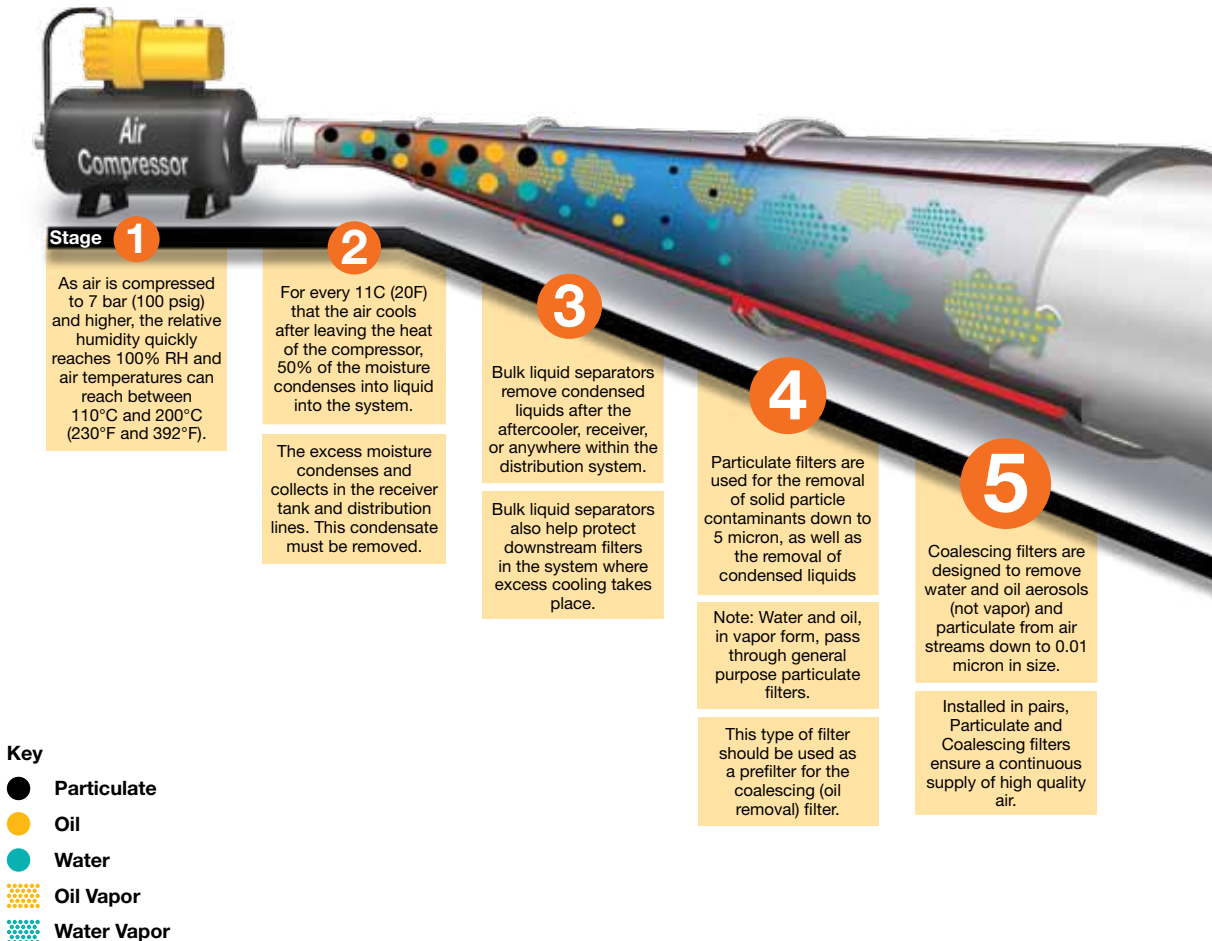 Air
Compressor
Stage 1
2
3
4
5
As air is compressed
to 7 bar (100 psig)
and higher, the relative
humidity quickly
reaches 100% RH and
air temperatures can
reach between
110°C and 200°C
(230°F and 392°F).
For every 11C (20F)
that the air cools
after leaving the heat
of the compressor,
50% of the moisture
condenses into liquid
into the system.
The excess moisture
condenses and
collects in the receiver
tank and distribution
lines. This condensate
must be removed.
Bulk liquid separators
remove condensed
liquids after the
aftercooler, receiver,
or anywhere within the
distribution system.
Bulk liquid separators
also help protect
downstream filters
in the system where
excess cooling takes
place.
Particulate filters are
used for the removal
of solid particle
contaminants down to
5 micron, as well as
the removal of
condensed liquids
Note: Water and oil,
in vapor form, pass
through general
purpose particulate
filters.
This type of filter
should be used as
a prefilter for the
coalescing (oil
removal) filter.
Coalescing filters are
designed to remove
water and oil aerosols
(not vapor) and
particulate from air
streams down to 0.01
micron in size.
Installed in pairs,
Particulate and
Coalescing filters
ensure a continuous
supply of high quality
air.
Key
Particulate
Oil
Water
Oil Vapor
Water Vapor